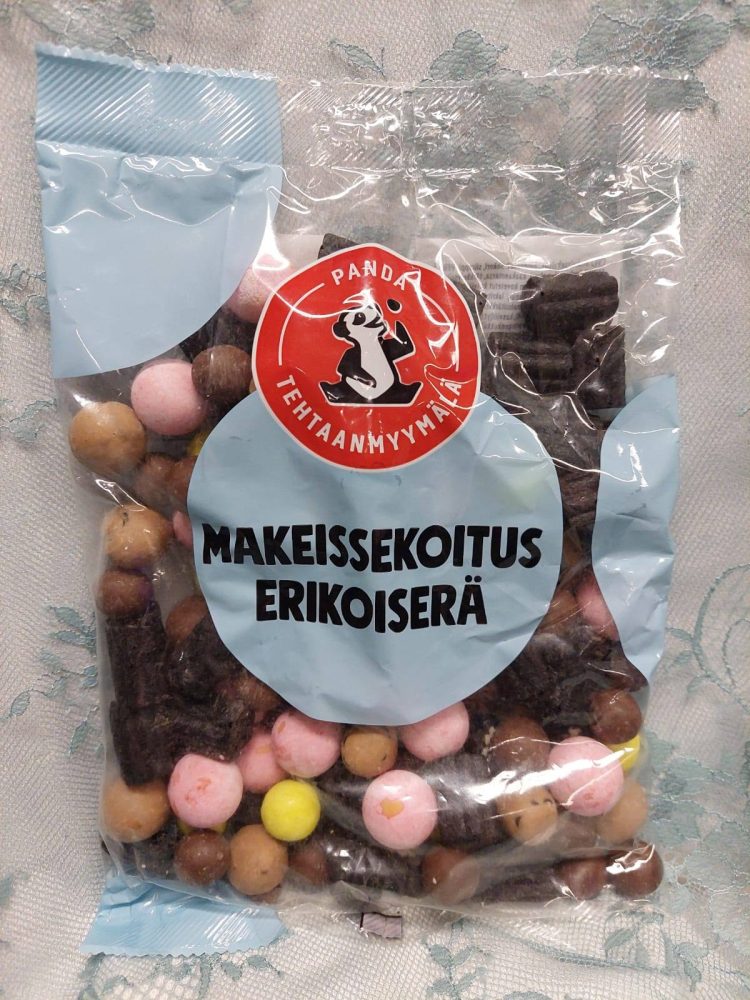 PANDA
TEHTAANMYYMÄLÄ
MAKEISSEKOITUS
ERIKOISERÄ